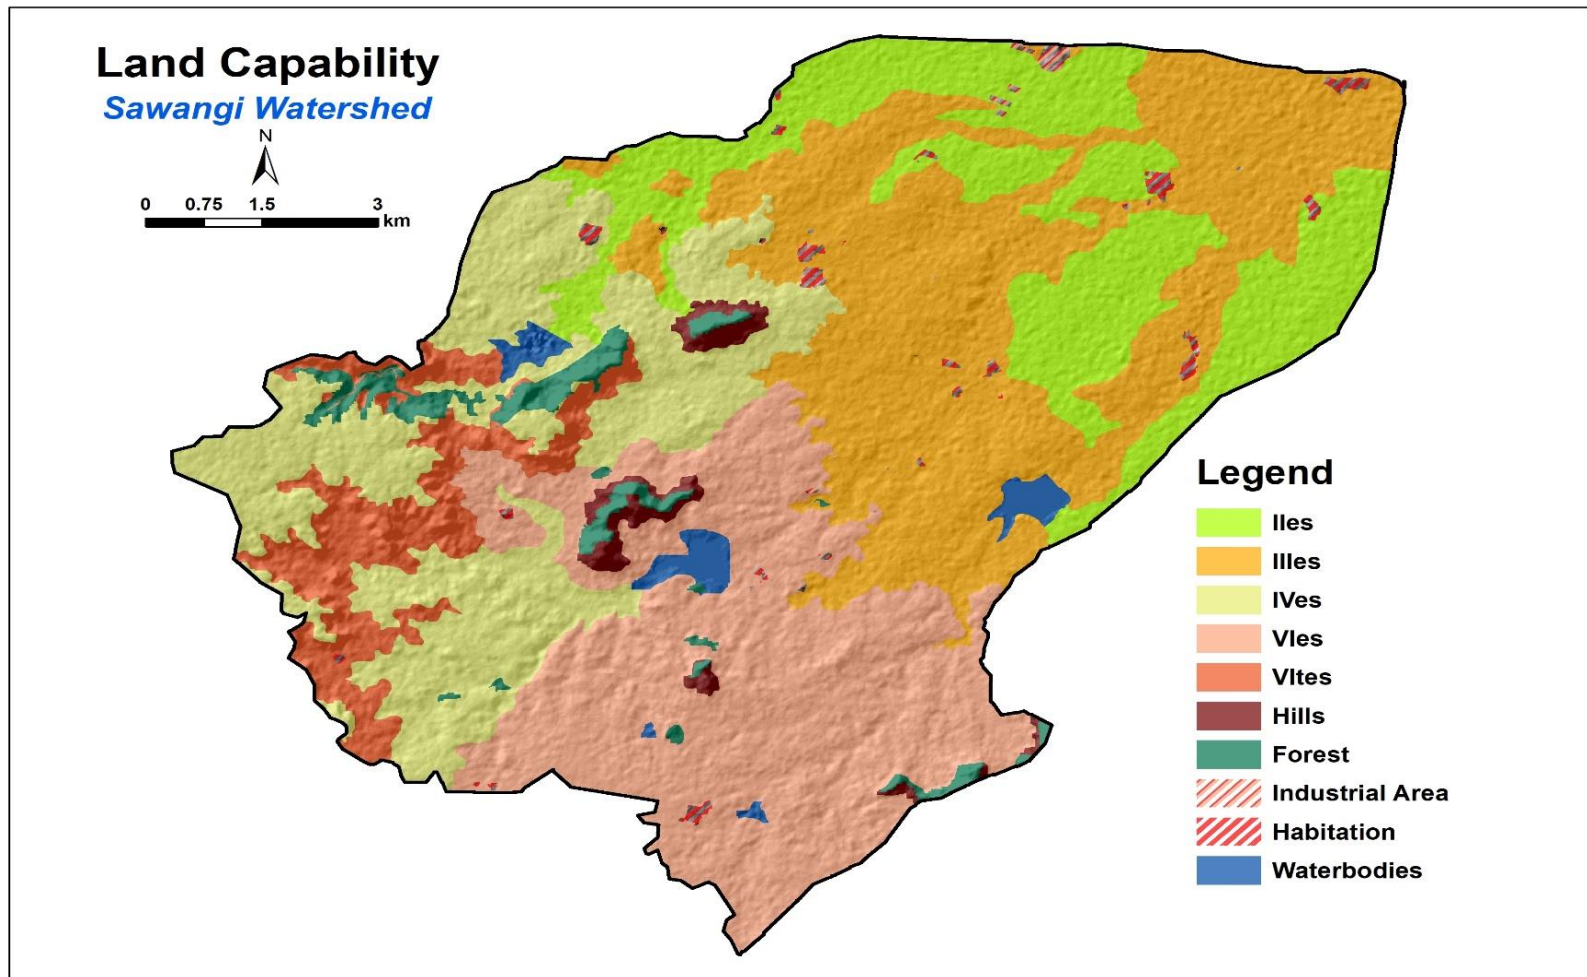 Land Capability
Sawangi Watershed
N
0 0.75 1.5 3
km
Legend
IIes
IIIes
IVes
VIes
VItes
Hills
Forest
Industrial Area
Habitation
Waterbodies